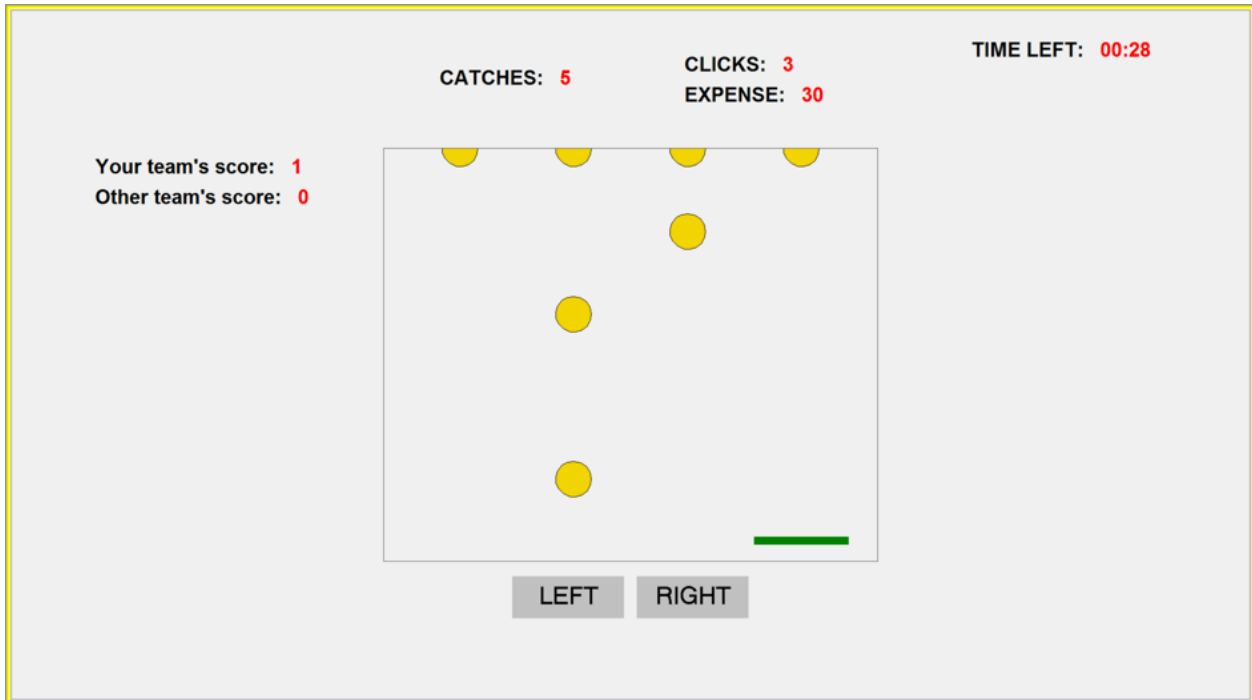 TIME LEFT: 00:28
CATCHES: 5
CLICKS: 3
EXPENSE: 30
Your team's score: 1
Other team's score: 0
LEFT
RIGHT